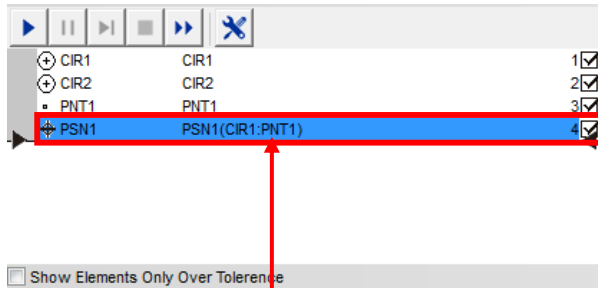 CIR1 CIR1 1
CIR2 CIR2 2
PNT1 PNT1 3
PSN1 PSN1(CIR1:PNT1) 4
Show Elements Only Over Tolerence